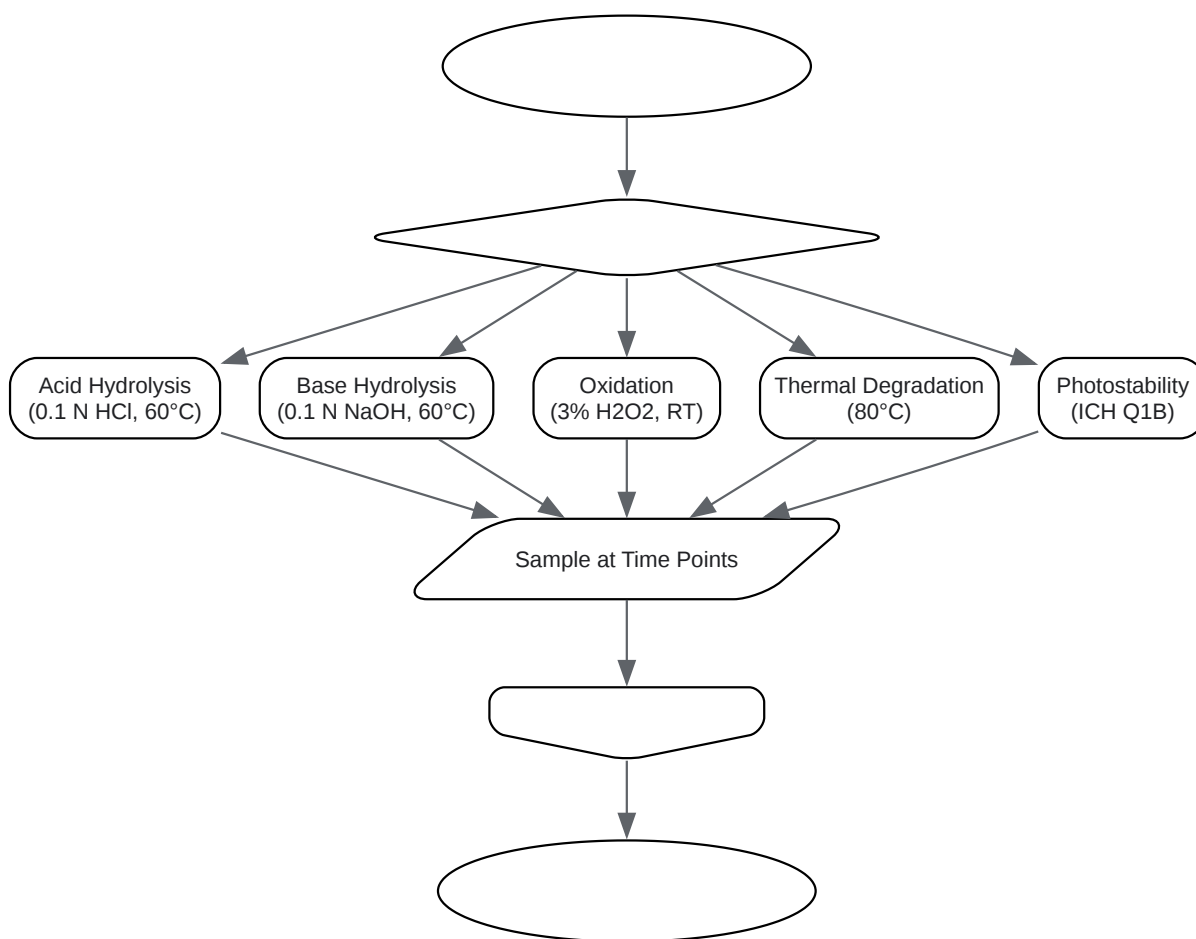 Acid Hydrolysis
(0.1 N HCl, 60°C)
Base Hydrolysis
(0.1 N NaOH, 60°C)
Oxidation
(3% H2O2, RT)
Thermal Degradation
(80°C)
Photostability
(ICH Q1B)
Sample at Time Points